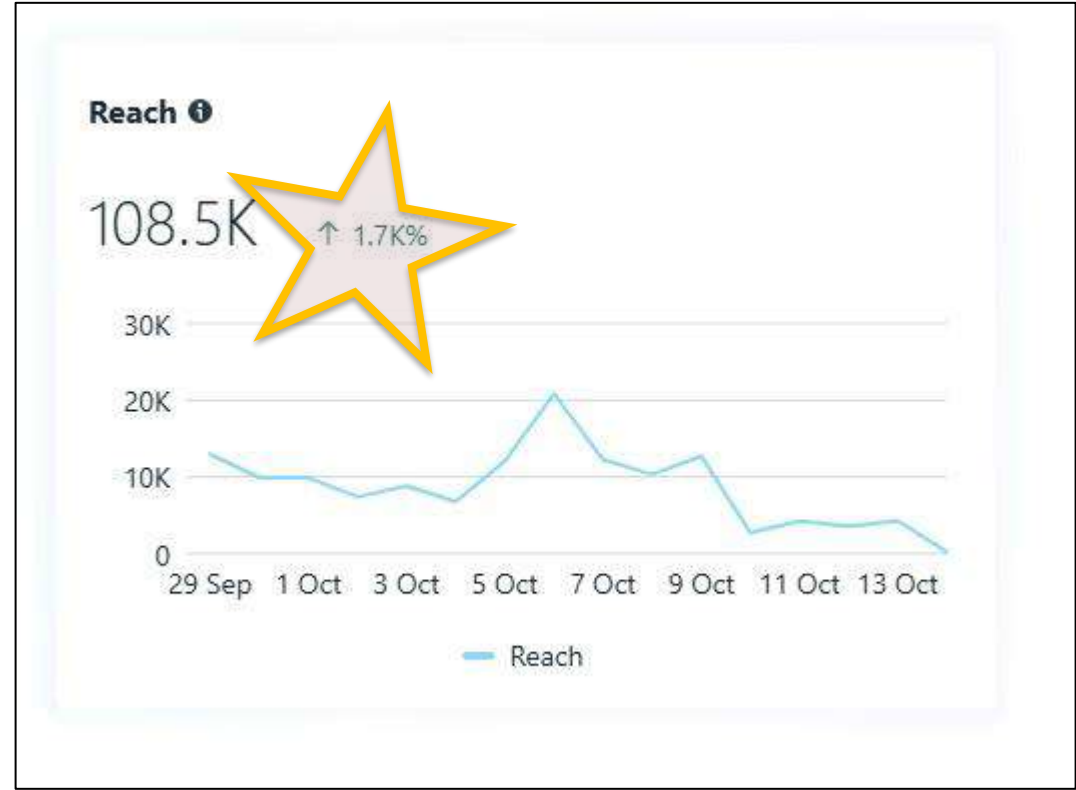 Reach
108.5K ↑ 1.7K%
30K
20K
10K
0
29 Sep 1 Oct 3 Oct 5 Oct 7 Oct 9 Oct 11 Oct 13 Oct
Reach